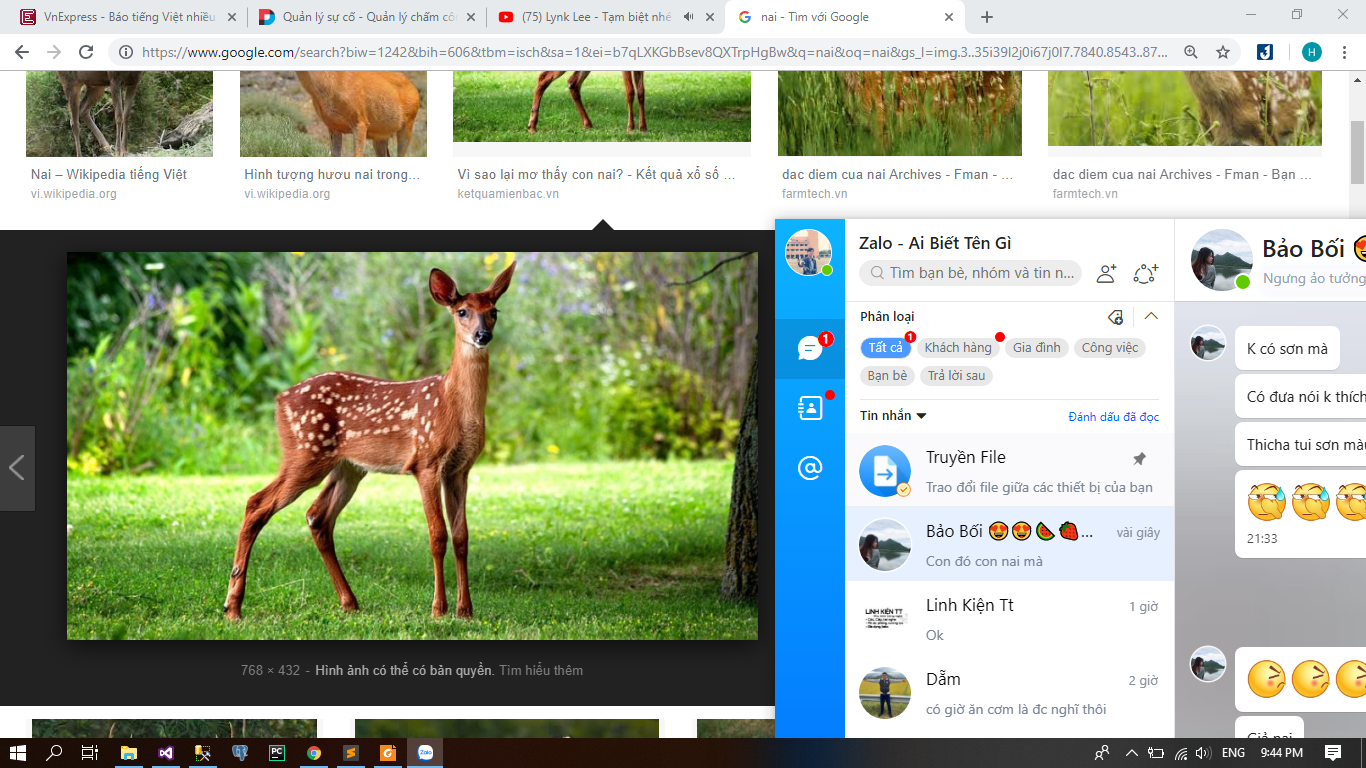 VnExpress - Báo tiếng Việt nhiều
Quản lý sự cố - Quản lý chấm cô
(75) Lynk Lee - Tạm biệt nhé
nai - Tìm với Google
https://www.google.com/search?biw=1242&bih=606&tbm=isch&sa=1&ei=b7qLXKGbBsev8QXTrpHgBw&q=nai&oq=nai&gs_l=img.3..35i39l2j0i67j0l7.7840.8543..87...
H
Nai – Wikipedia tiếng Việt
vi.wikipedia.org
Hình tượng hươu nai trong...
vi.wikipedia.org
Vì sao lại mơ thấy con nai? - Kết quả xổ số ...
ketquamienbac.vn
dac diem cua nai Archives - Fman - ...
farmtech.vn
dac diem cua nai Archives - Fman - Bạn ...
farmtech.vn
768 × 432 - Hình ảnh có thể có bản quyền. Tìm hiểu thêm
Zalo - Ai Biết Tên Gì
Tìm bạn bè, nhóm và tin n...
1
Phân loại
Tất cả
1
Khách hàng
Gia đình
Công việc
Bạn bè
Trả lời sau
Tin nhắn
Đánh dấu đã đọc
Truyền File
Trao đổi file giữa các thiết bị của bạn
Bảo Bối 😍😍🍉🍓...
vài giây
Con đó con nai mà
LINH KIỆN TT
Linh Kiện Tt
1 giờ
Ok
Dẵm
2 giờ
có giờ ăn cơm là đc nghĩ thôi
Bảo Bối 😍
Ngưng ảo tưởng
K có sơn mà
Có đưa nói k thích
Thicha tui sơn màu
21:33
Giả nai
PC
Zalo
ENG
9:44 PM